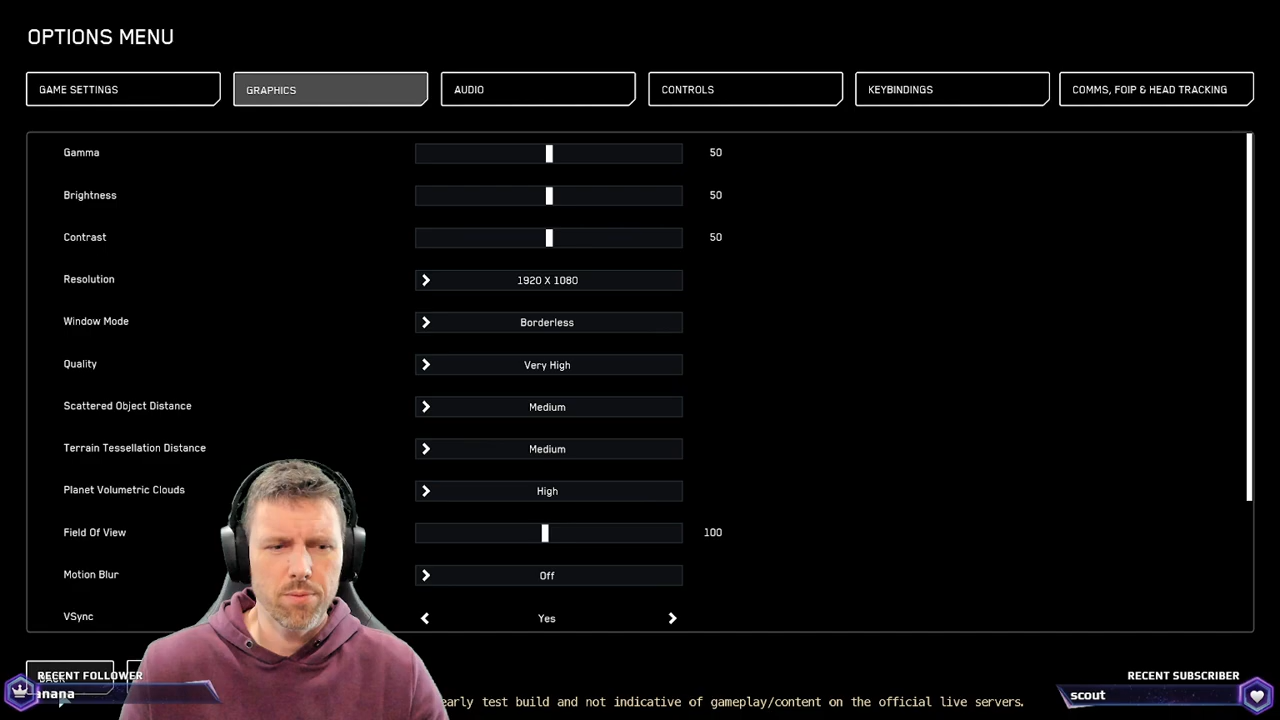 OPTIONS MENU
GAME SETTINGS
GRAPHICS
AUDIO
CONTROLS
KEYBINDINGS
COMMS, FOIP & HEAD TRACKING
Gamma 50
Brightness 50
Contrast 50
Resolution 1920 X 1080
Window Mode Borderless
Quality Very High
Scattered Object Distance Medium
Terrain Tessellation Distance Medium
Planet Volumetric Clouds High
Field Of View 100
Motion Blur Off
VSync Yes
BACK
RECENT FOLLOWER
anana
early test build and not indicative of gameplay/content on the official live servers.
RECENT SUBSCRIBER
scout